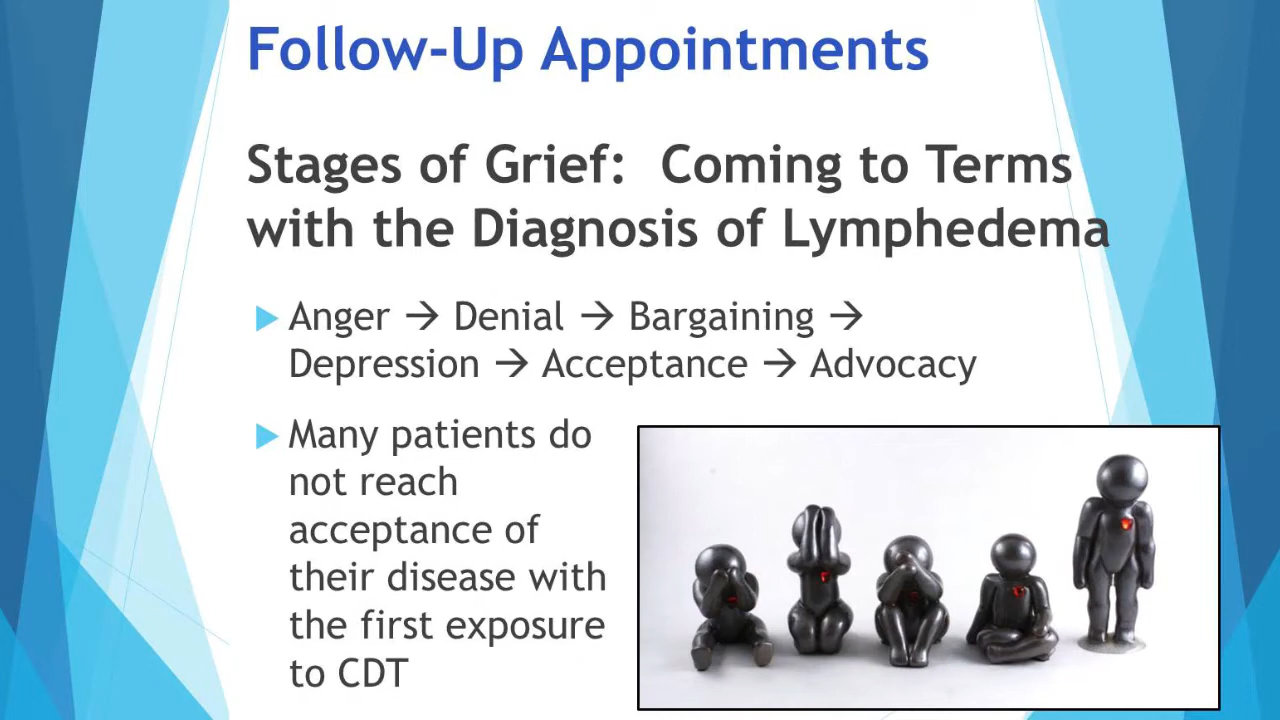 Follow-Up Appointments
Stages of Grief:  Coming to Terms
with the Diagnosis of Lymphedema
Anger → Denial → Bargaining →
Depression → Acceptance → Advocacy
Many patients do
not reach
acceptance of
their disease with
the first exposure
to CDT